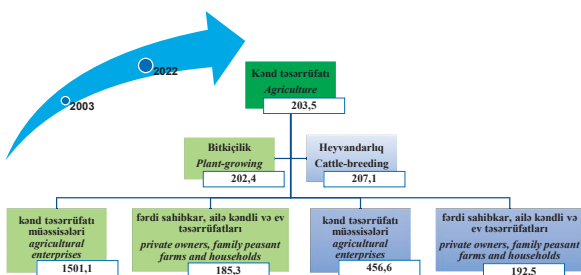 2003
2022
Kənd təsərrüfatı
Agriculture
203,5
Bitkiçilik
Plant-growing
202,4
Heyvandarlıq
Cattle-breeding
207,1
kənd təsərrüfatı
müəssisələri
agricultural
enterprises
1501,1
fərdi sahibkar, ailə kəndli və ev
təsərrüfatları
private owners, family peasant
farms and households
185,3
kənd təsərrüfatı
müəssisələri
agricultural
enterprises
456,6
fərdi sahibkar, ailə kəndli və
ev təsərrüfatları
private owners, family peasant
farms and households
192,5